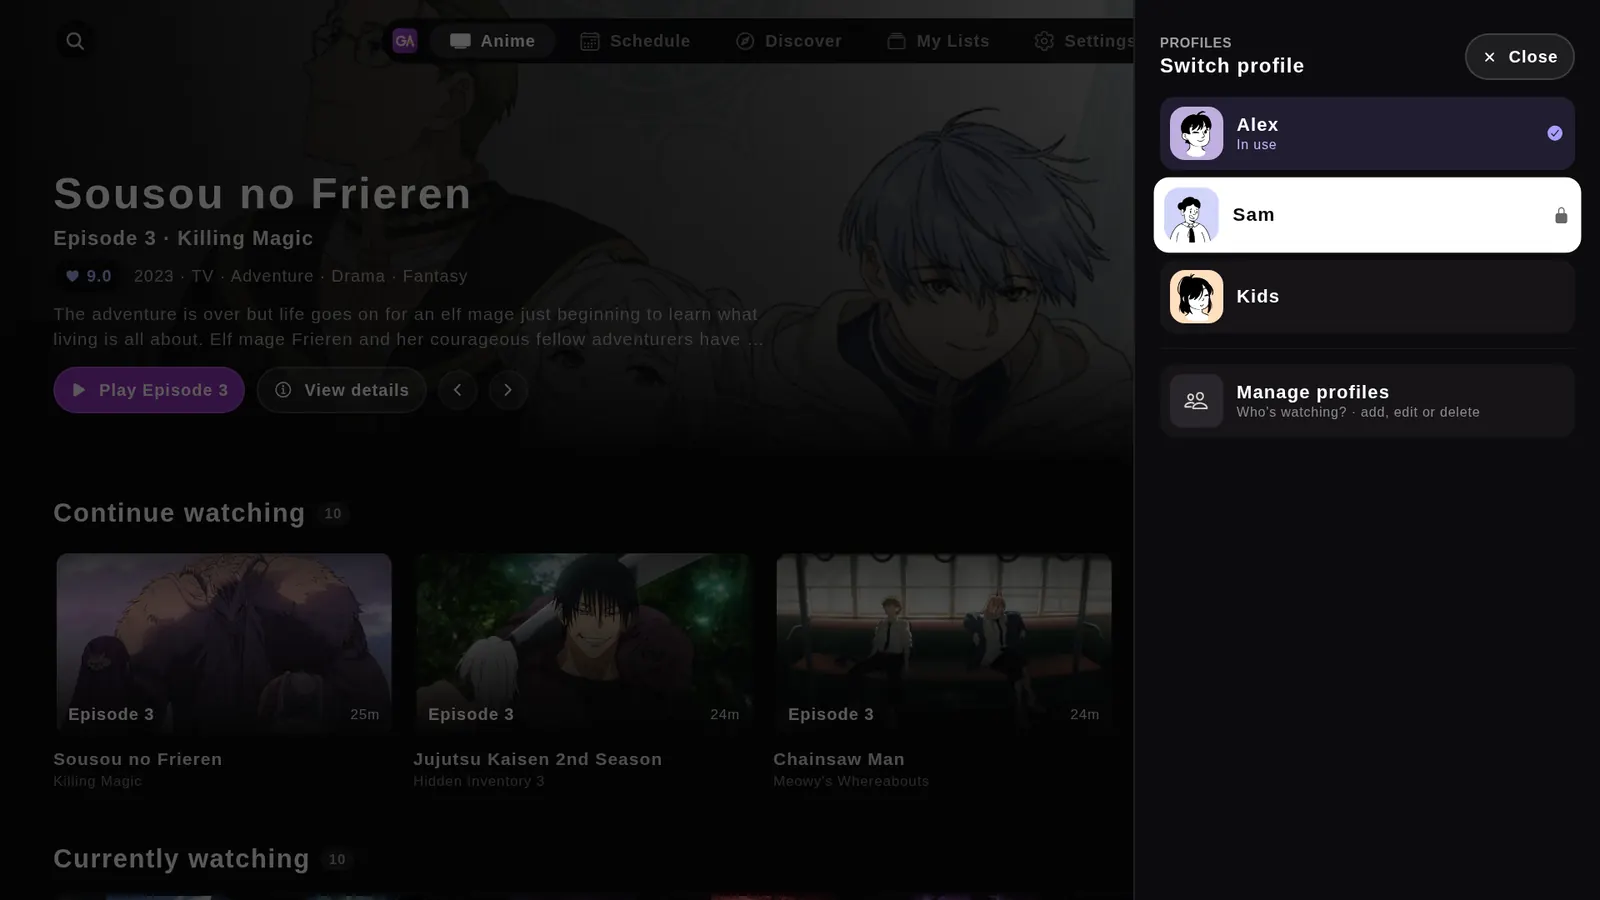 GA
Anime
Schedule
Discover
My Lists
Settings
Sousou no Frieren
Episode 3 · Killing Magic
9.0
2023 · TV · Adventure · Drama · Fantasy
The adventure is over but life goes on for an elf mage just beginning to learn what
living is all about. Elf mage Frieren and her courageous fellow adventurers have ...
Play Episode 3
View details
Continue watching 10
Episode 3 25m
Sousou no Frieren
Killing Magic
Episode 3 24m
Jujutsu Kaisen 2nd Season
Hidden Inventory 3
Episode 3 24m
Chainsaw Man
Meowy's Whereabouts
Currently watching 10
PROFILES
Switch profile
Close
Alex
In use
Sam
Kids
Manage profiles
Who's watching? · add, edit or delete